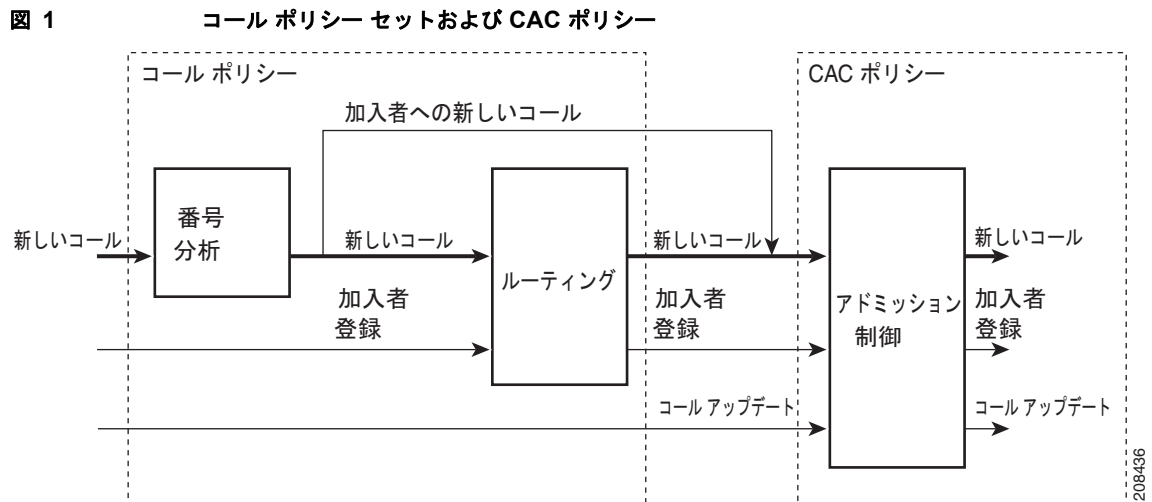 図 1 コール ポリシー セットおよび CAC ポリシー
コール ポリシー
CAC ポリシー
加入者への新しいコール
番号
分析
新しいコール
新しいコール
新しいコール
新しいコール
ルーティング
加入者
登録
加入者
登録
アドミッション
制御
加入者
登録
コール アップデート
コール アップデート
208436